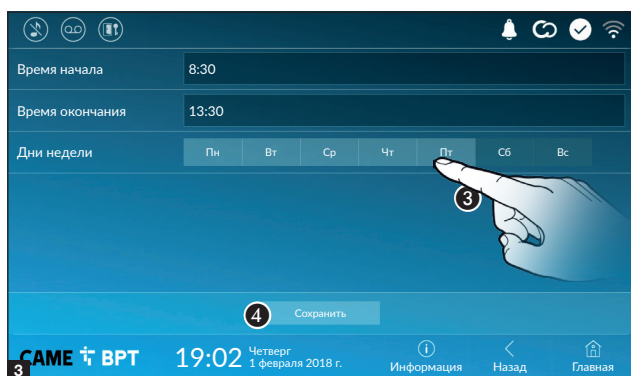 Время начала 8:30
Время окончания 13:30
Дни недели Пн Вт Ср Чт Пт Сб Вс
3
4 Сохранить
CAME BPT 19:02 Четверг
1 февраля 2018 г.
Информация Назад Главная
3